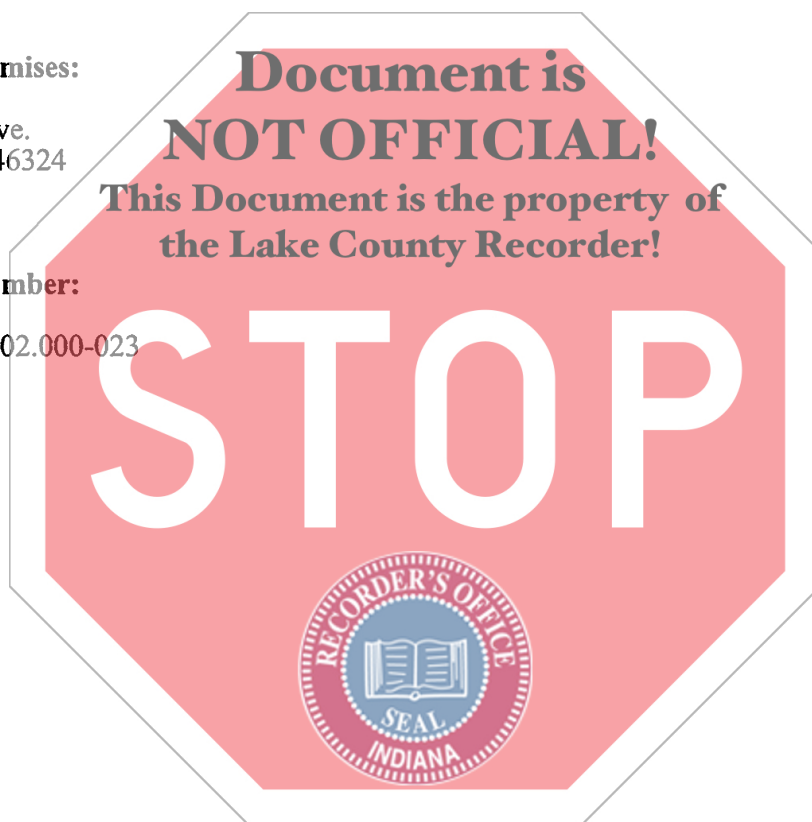 Document is
mises:
NOT OFFICIAL!
ve.
46324
This Document is the property of
the Lake County Recorder!
mber:
02.000-023
STOP
RECORDER'S OFFICE
SEAL
INDIANA